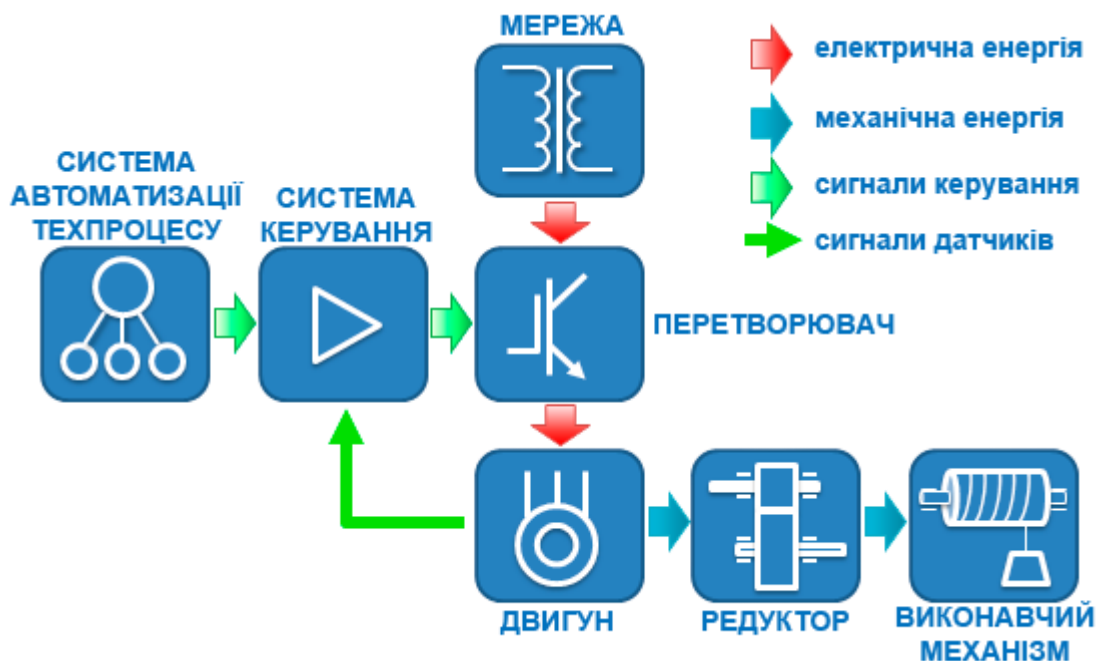 МЕРЕЖА
електрична енергія
механічна енергія
сигнали керування
сигнали датчиків
СИСТЕМА
АВТОМАТИЗАЦІЇ
ТЕХПРОЦЕСУ
СИСТЕМА
КЕРУВАННЯ
ПЕРЕТВОРЮВАЧ
ДВИГУН
РЕДУКТОР
ВИКОНАВЧИЙ
МЕХАНІЗМ